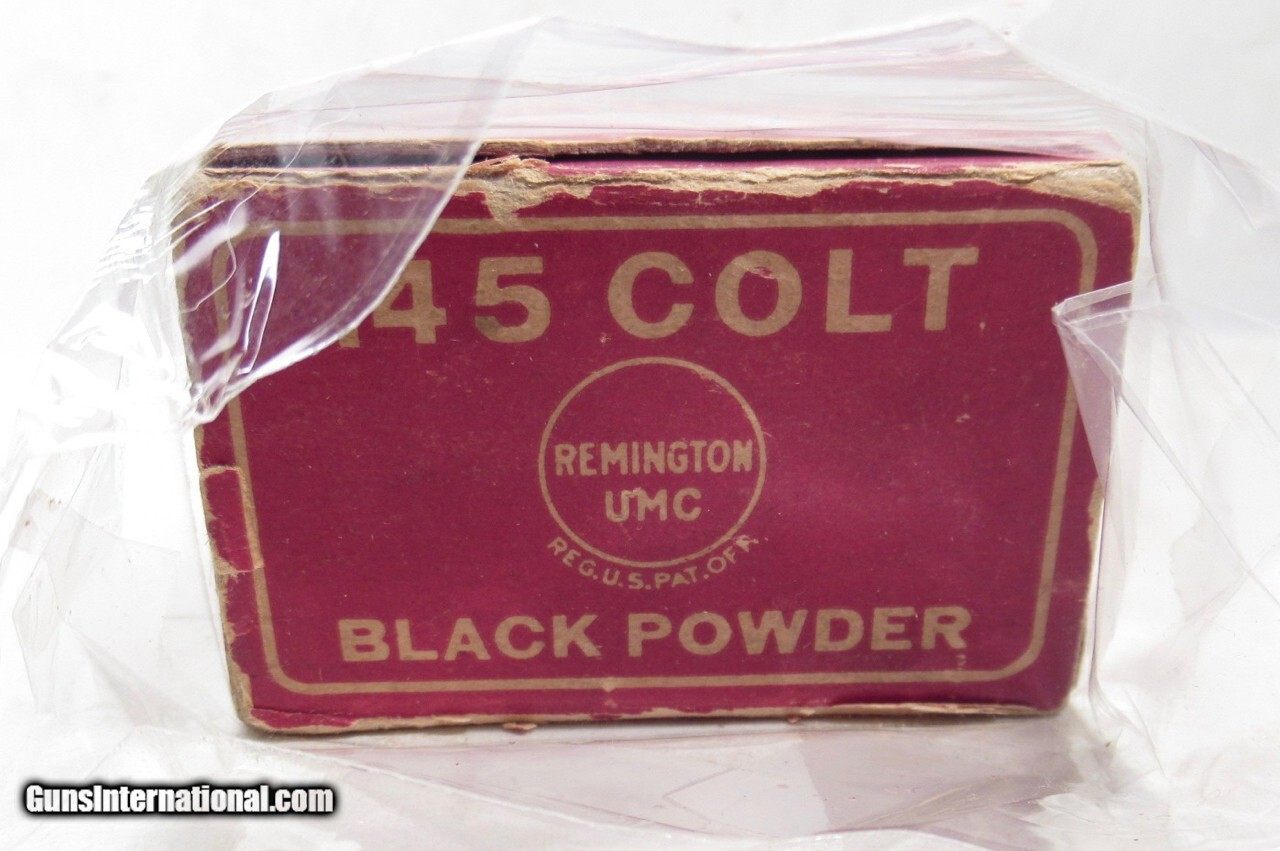 .45 COLT
REMINGTON
UMC
REG.U.S.PAT.OFF.
BLACK POWDER
GunsInternational.com